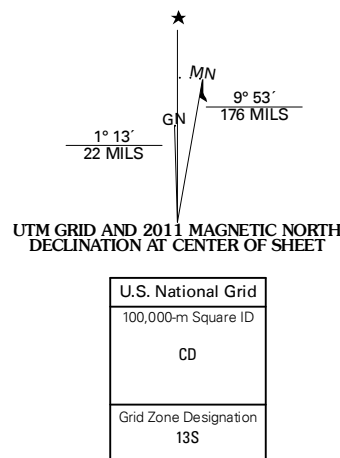 MN
GN
9° 53´
176 MILS
1° 13´
22 MILS
UTM GRID AND 2011 MAGNETIC NORTH
DECLINATION AT CENTER OF SHEET
U.S. National Grid
100,000-m Square ID
CD
Grid Zone Designation
13S